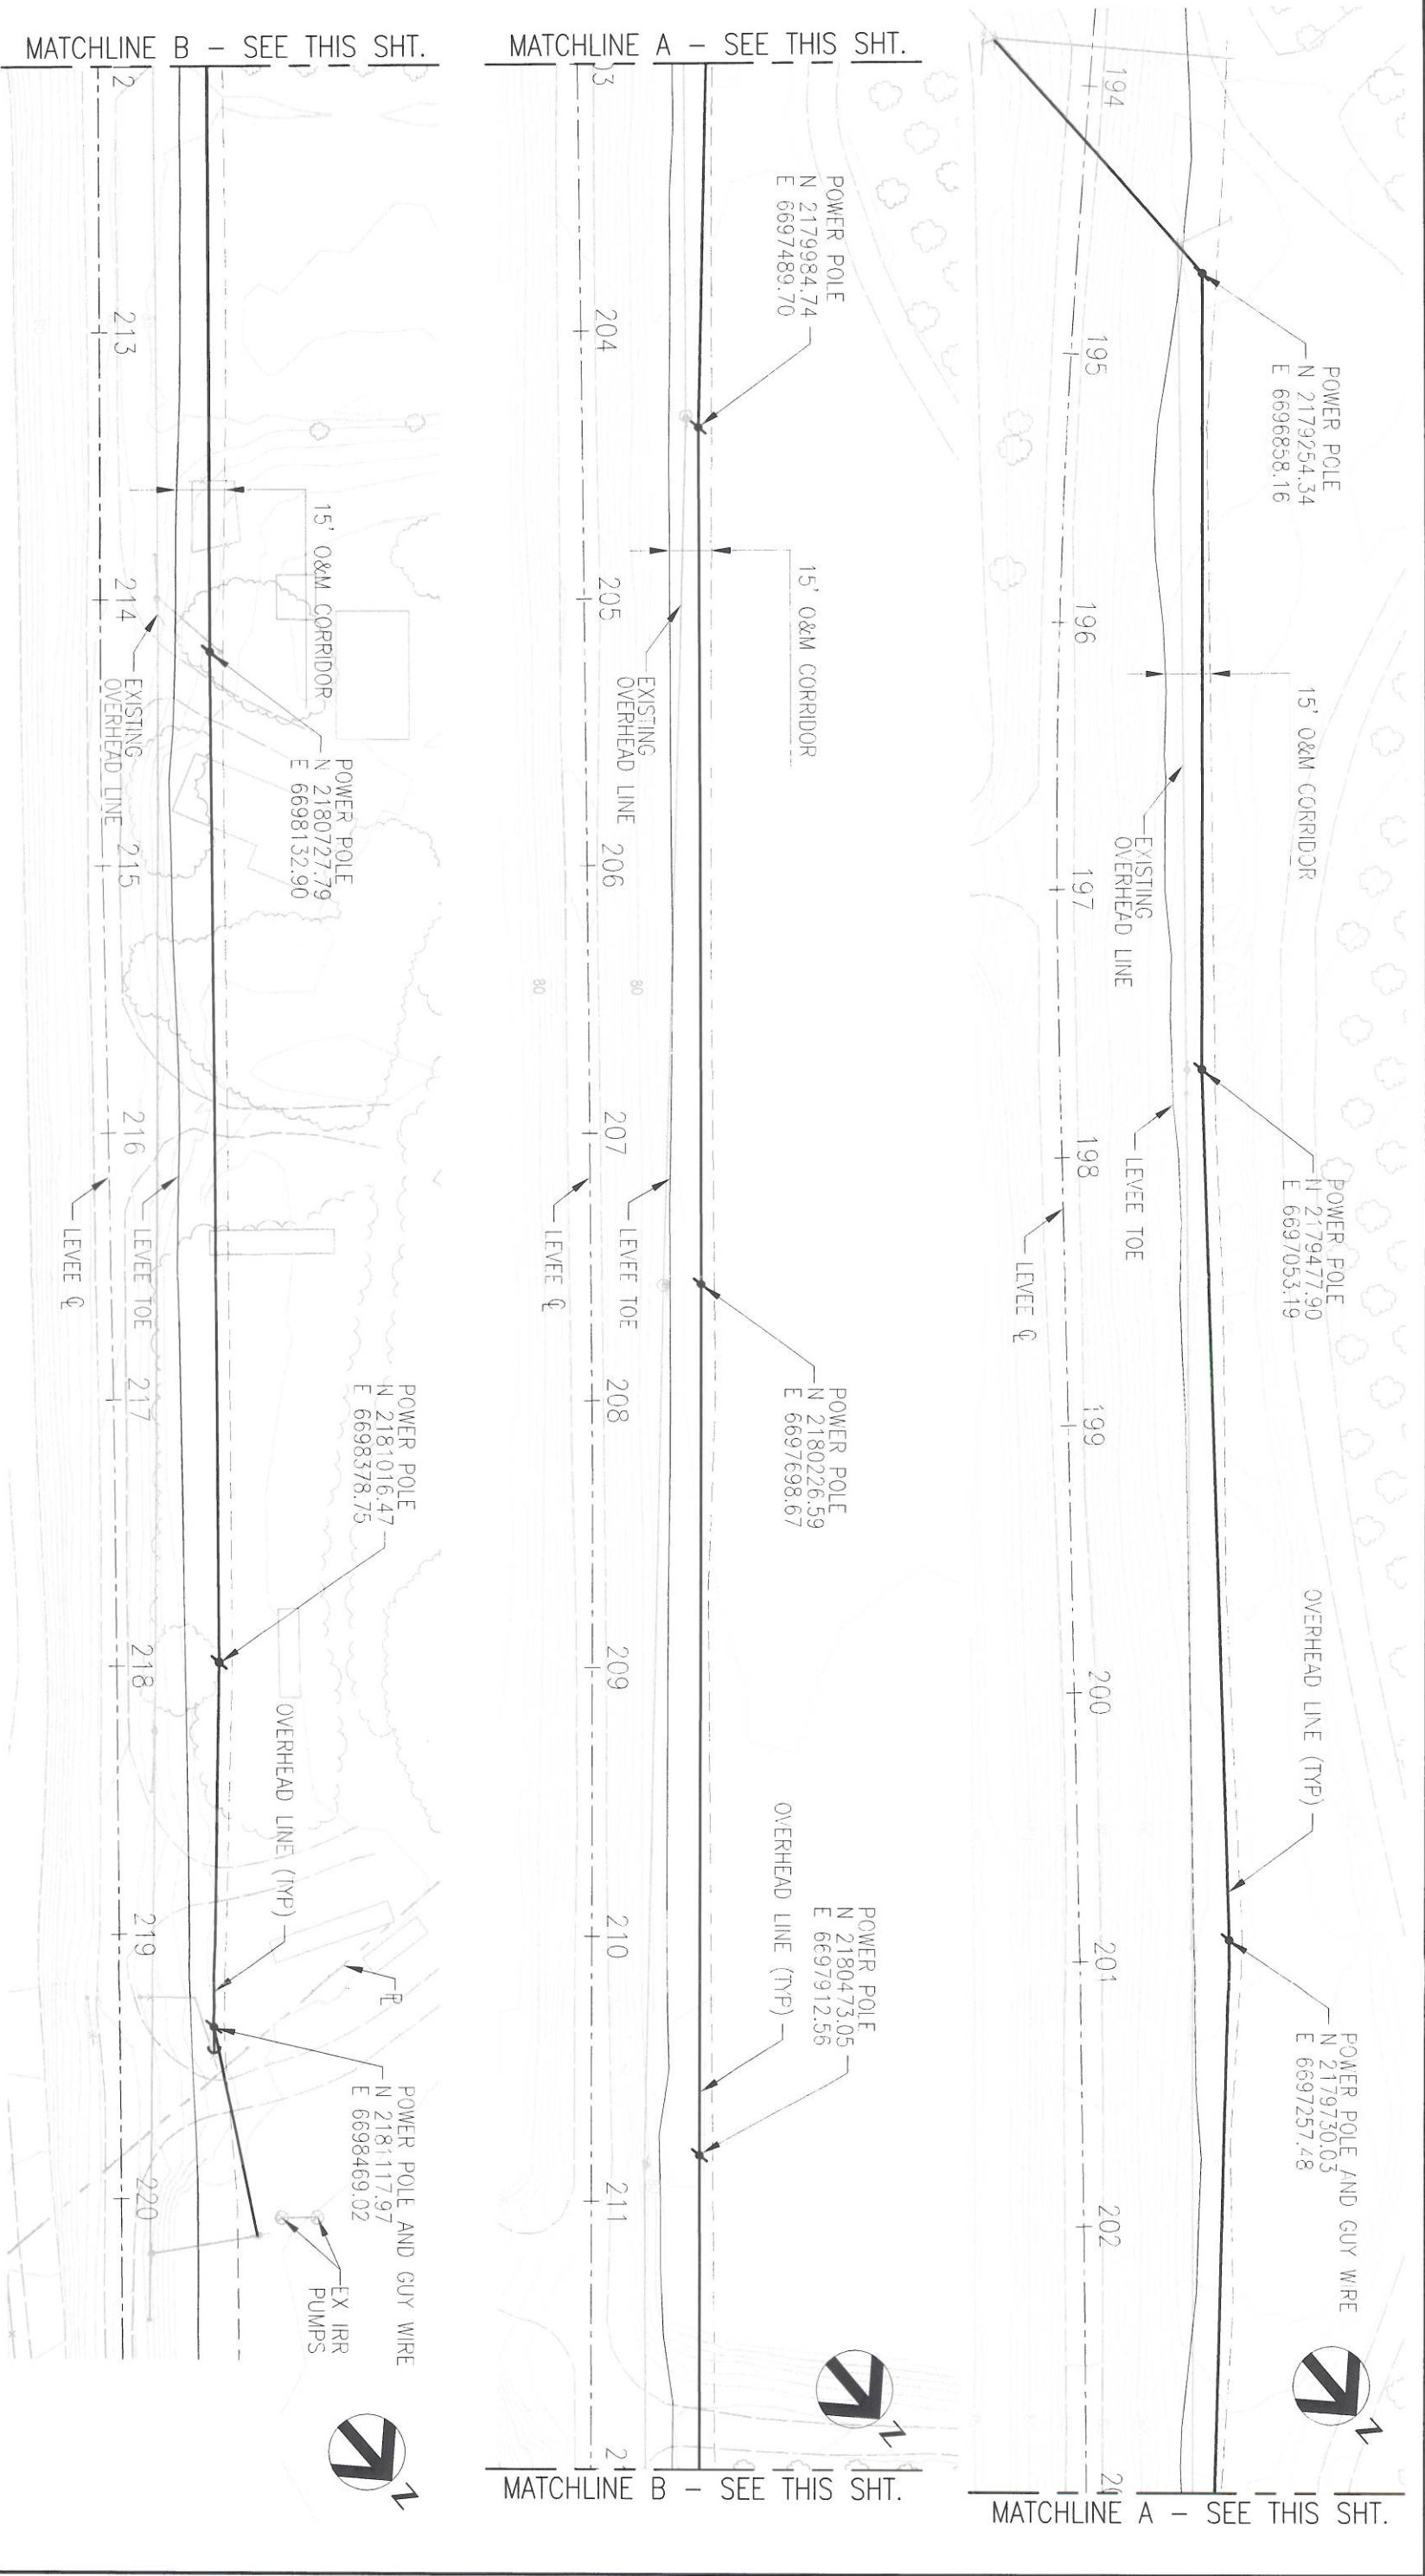 194
195
196
197
198
199
200
201
202
POWER POLE
N 2179254.34
E 6696858.16
15' O&M CORRIDOR
EXISTING
OVERHEAD LINE
LEVEE TOE
LEVEE ℄
POWER POLE
N 2179477.90
E 6697053.19
OVERHEAD LINE (TYP)
POWER POLE AND GUY WIRE
N 2179730.03
E 6697257.48
N
MATCHLINE A – SEE THIS SHT.
MATCHLINE A – SEE THIS SHT.
204
205
206
207
208
209
210
211
POWER POLE
N 2179984.74
E 6697489.70
15' O&M CORRIDOR
EXISTING
OVERHEAD LINE
80
80
LEVEE TOE
LEVEE ℄
POWER POLE
N 2180226.59
E 6697698.67
OVERHEAD LINE (TYP)
POWER POLE
N 2180473.05
E 6697912.56
N
MATCHLINE B – SEE THIS SHT.
MATCHLINE B – SEE THIS SHT.
213
214
215
216
217
218
219
220
15' O&M CORRIDOR
EXISTING
OVERHEAD LINE
POWER POLE
N 2180727.79
E 6698132.90
LEVEE TOE
LEVEE ℄
POWER POLE
N 2181016.47
E 6698378.75
OVERHEAD LINE (TYP)
℄
POWER POLE AND GUY WIRE
N 2181117.97
E 6698469.02
EX IRR
PUMPS
N